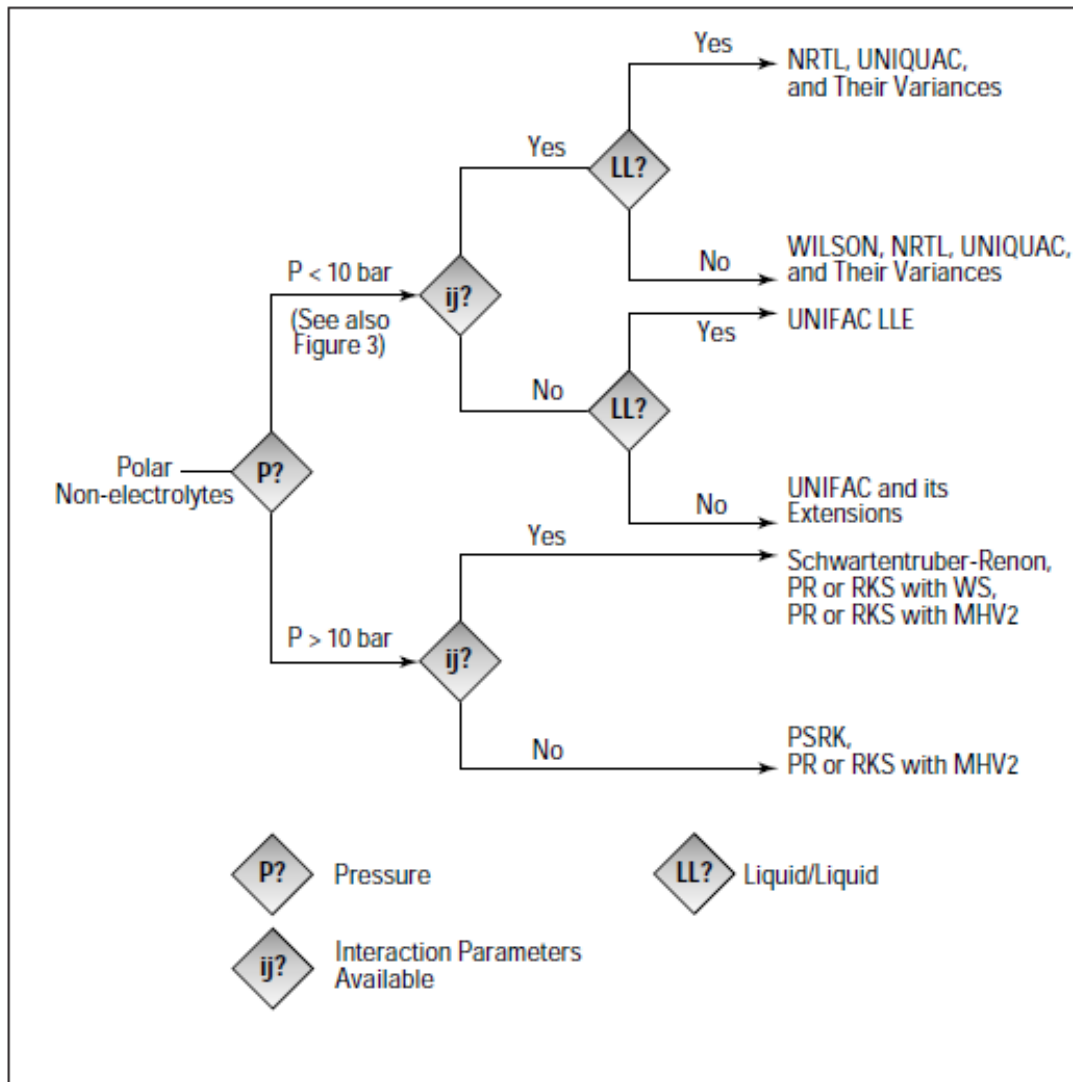 Yes
NRTL, UNIQUAC,
and Their Variances
Yes
LL?
P < 10 bar
(See also
Figure 3)
ij?
No
WILSON, NRTL, UNIQUAC,
and Their Variances
Yes
UNIFAC LLE
No
LL?
Polar
Non-electrolytes
P?
No
UNIFAC and its
Extensions
Yes
Schwartentruber-Renon,
PR or RKS with WS,
PR or RKS with MHV2
P > 10 bar
ij?
No
PSRK,
PR or RKS with MHV2
P?
Pressure
LL?
Liquid/Liquid
ij?
Interaction Parameters
Available